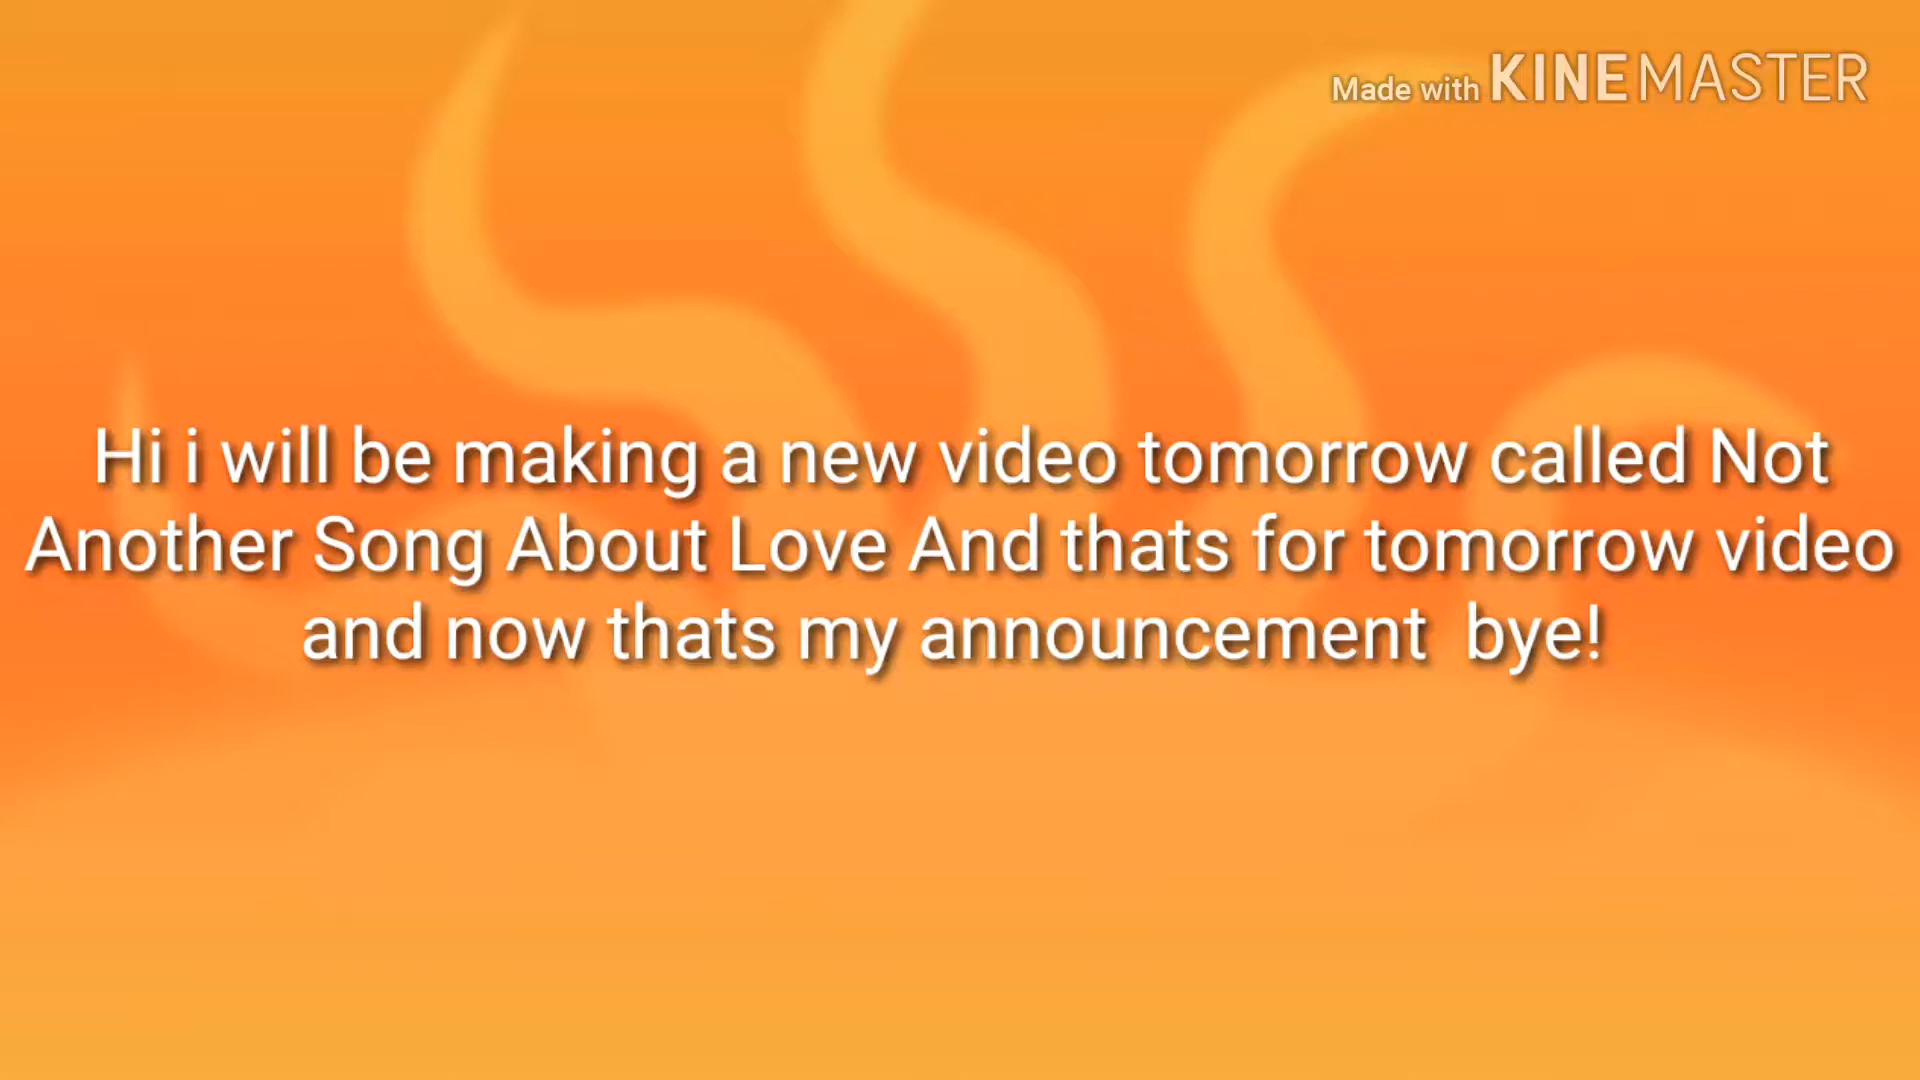 Made with KINEMASTER
Hi i will be making a new video tomorrow called Not
Another Song About Love And thats for tomorrow video
and now thats my announcement  bye!